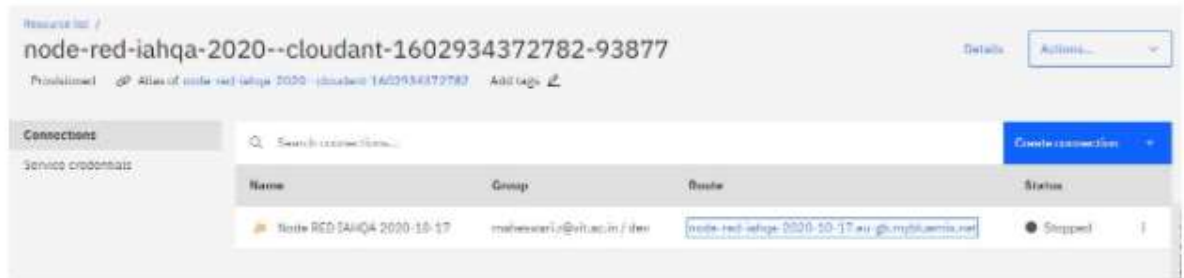 Resource list /
node-red-iahqa-2020--cloudant-1602934372782-93877
Details
Actions...
Provisioned
Alias of node-red-iahqa-2020--cloudant-1602934372782
Add tags
Connections
Service credentials
Search connections...
Create connection
Name Group Route Status
Node RED IAHQA 2020-10-17 maheswari.r@vit.ac.in / dev node-red-iahqa-2020-10-17.eu-gb.mybluemix.net Stopped